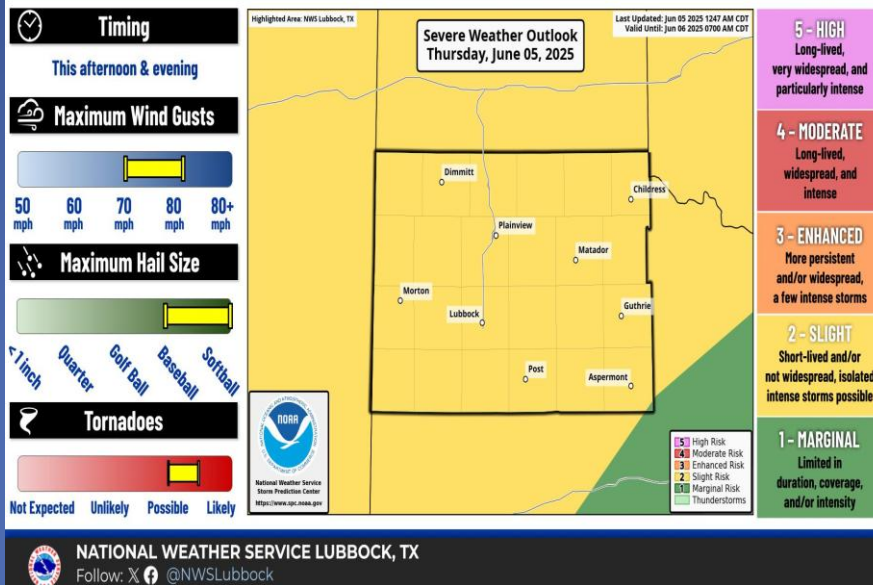 Timing
This afternoon & evening
Maximum Wind Gusts
50 mph
60 mph
70 mph
80 mph
80+ mph
Maximum Hail Size
< 1 inch
Quarter
Golf Ball
Baseball
Softball
Tornadoes
Not Expected
Unlikely
Possible
Likely
Highlighted Area: NWS Lubbock, TX
Severe Weather Outlook
Thursday, June 05, 2025
Last Updated: Jun 05 2025 1247 AM CDT
Valid Until: Jun 06 2025 0700 AM CDT
Dimmitt
Childress
Plainview
Matador
Morton
Lubbock
Guthrie
Post
Aspermont
NOAA
National Weather Service
Storm Prediction Center
https://www.spc.noaa.gov
5 High Risk
4 Moderate Risk
3 Enhanced Risk
2 Slight Risk
1 Marginal Risk
Thunderstorms
5 - HIGH
Long-lived,
very widespread, and
particularly intense
4 - MODERATE
Long-lived,
widespread, and
intense
3 - ENHANCED
More persistent
and/or widespread,
a few intense storms
2 - SLIGHT
Short-lived and/or
not widespread, isolated
intense storms possible
1 - MARGINAL
Limited in
duration, coverage,
and/or intensity
NATIONAL WEATHER SERVICE LUBBOCK, TX
Follow: X f @NWSLubbock